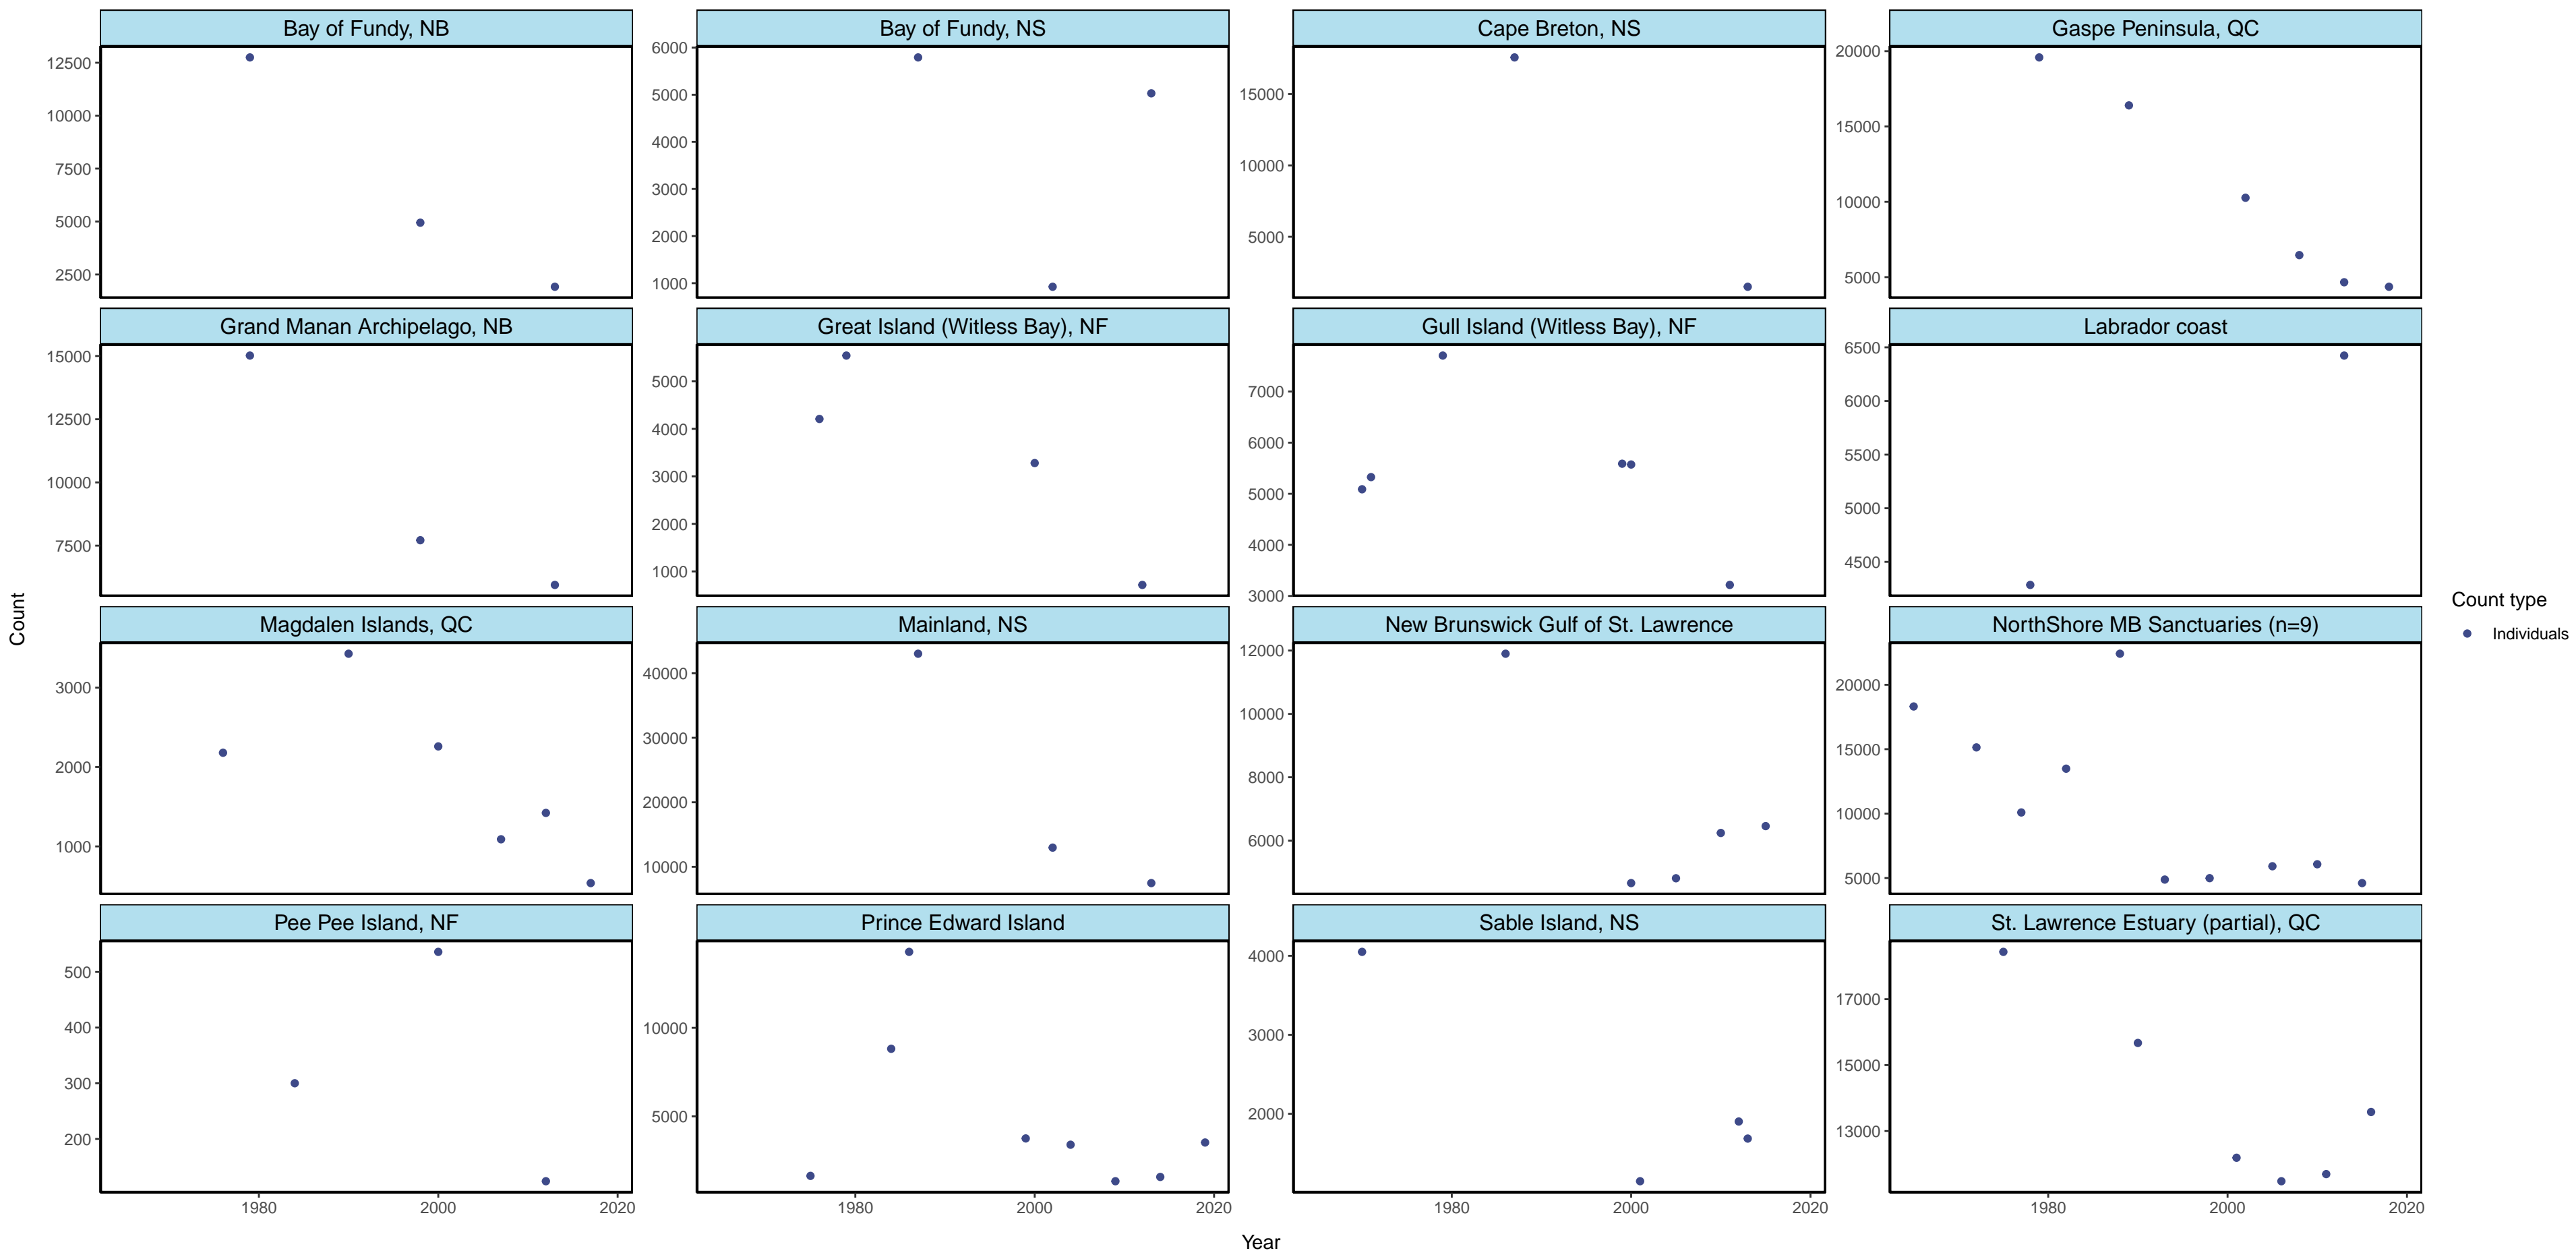 Bay of Fundy, NB
Bay of Fundy, NS
Cape Breton, NS
Gaspe Peninsula, QC
12500
10000
7500
5000
2500
6000
5000
4000
3000
2000
1000
15000
10000
5000
20000
15000
10000
5000
Grand Manan Archipelago, NB
Great Island (Witless Bay), NF
Gull Island (Witless Bay), NF
Labrador coast
15000
12500
10000
7500
5000
4000
3000
2000
1000
7000
6000
5000
4000
3000
6500
6000
5500
5000
4500
Magdalen Islands, QC
Mainland, NS
New Brunswick Gulf of St. Lawrence
NorthShore MB Sanctuaries (n=9)
3000
2000
1000
40000
30000
20000
10000
12000
10000
8000
6000
20000
15000
10000
5000
Pee Pee Island, NF
Prince Edward Island
Sable Island, NS
St. Lawrence Estuary (partial), QC
500
400
300
200
10000
5000
4000
3000
2000
17000
15000
13000
1980 2000 2020
1980 2000 2020
1980 2000 2020
1980 2000 2020
Year
Count
Count type
Individuals